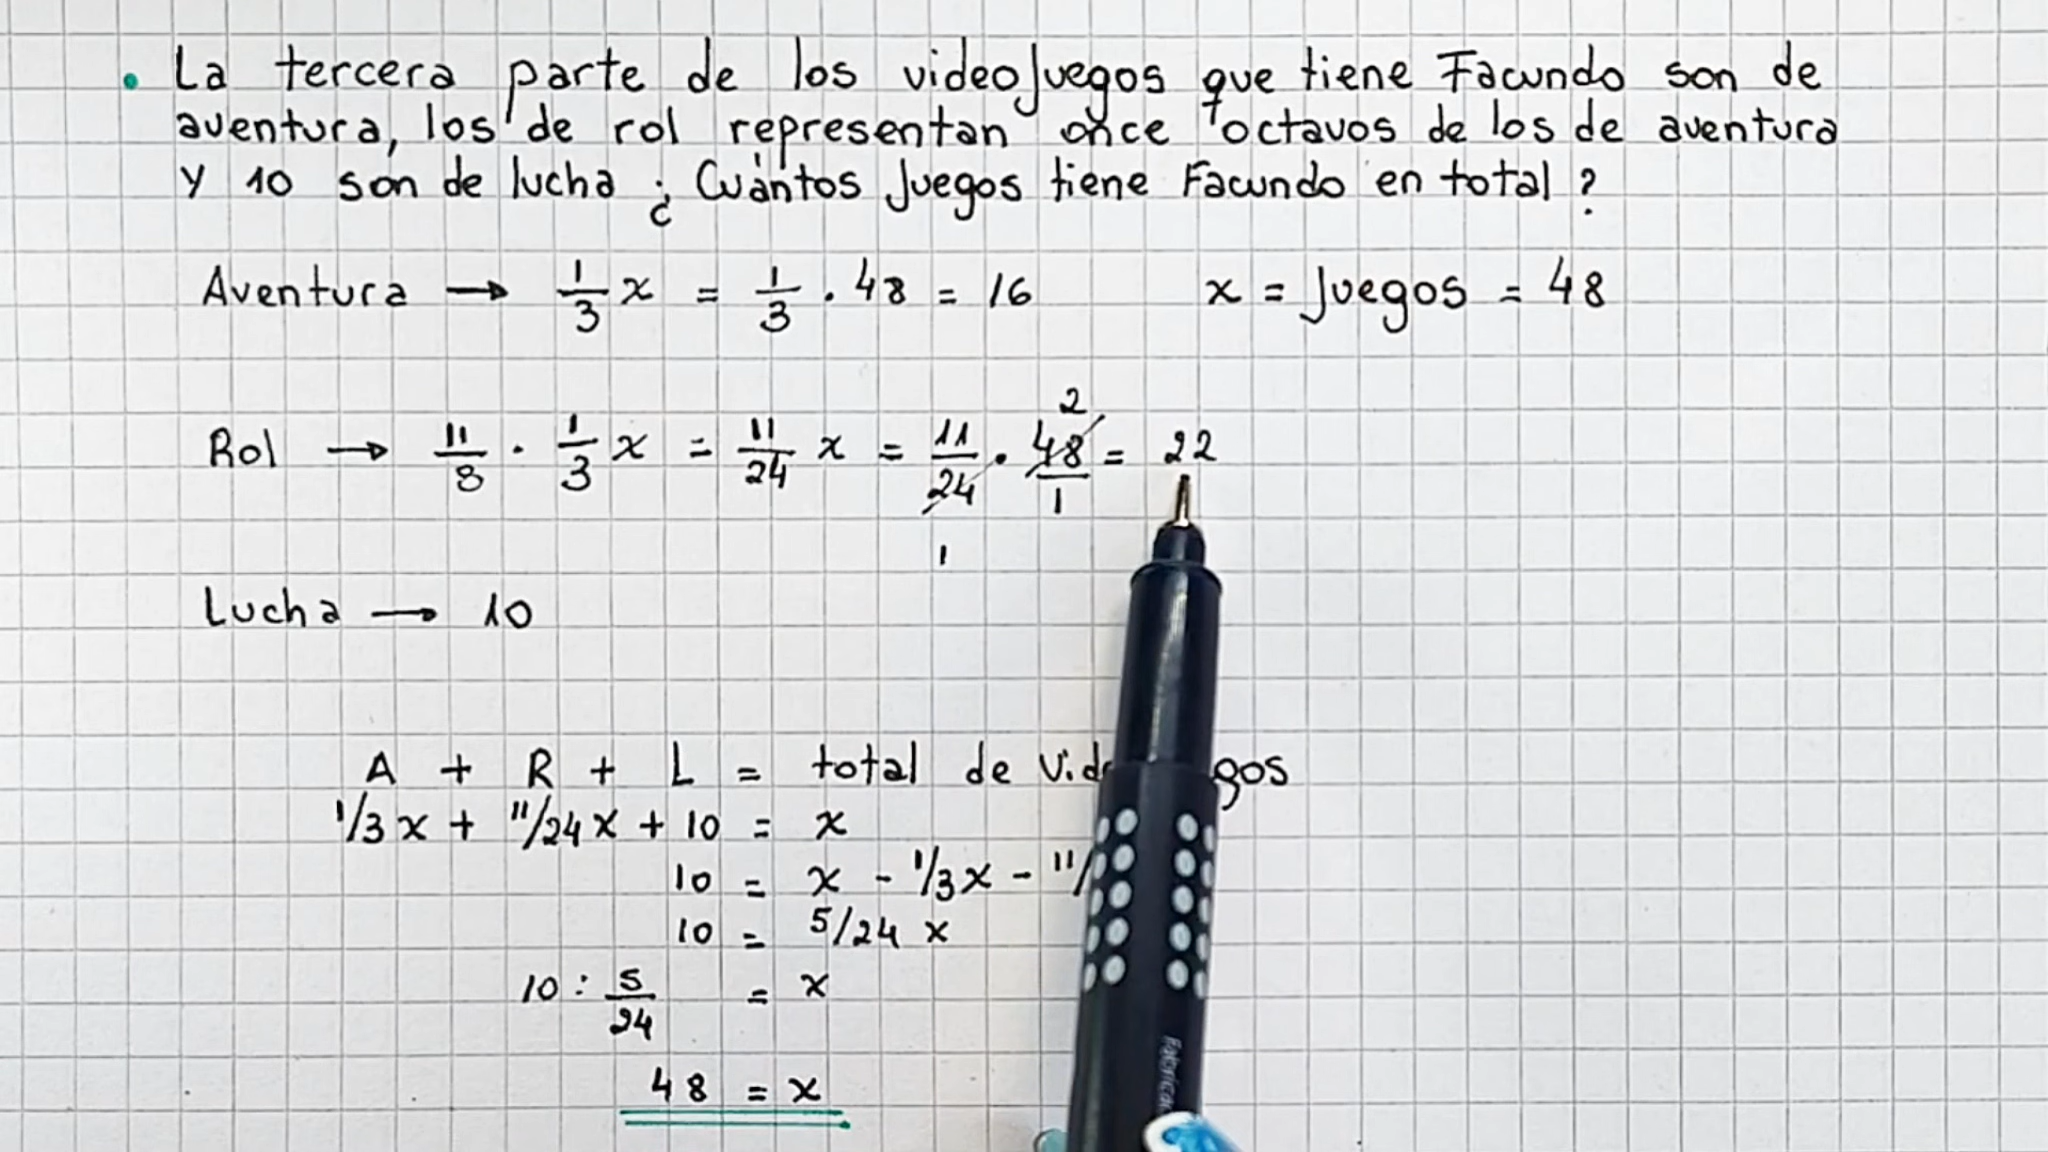 • La tercera parte de los videojuegos que tiene Facundo son de
aventura, los de rol representan once octavos de los de aventura
y 10 son de lucha ¿ Cuántos juegos tiene Facundo en total ?
Aventura → 1/3 x = 1/3 . 48 = 16
x = juegos = 48
Rol → 11/8 . 1/3 x = 11/24 x = 11/24 . 48/1 = 22
2
1
Lucha → 10
A + R + L = total de
1/3 x + 11/24 x + 10 = x
10 = x - 1/3 x - 11/
10 = 5/24 x
10 : 5/24 = x
48 = x